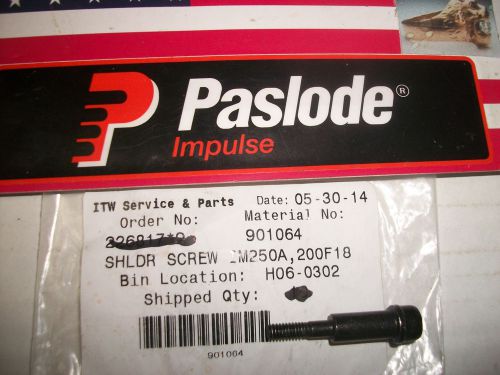 Paslode®
Impulse
ITW Service & Parts Date: 05-30-14
Order No: Material No:
901064
SHLDR SCREW IM250A,200F18
Bin Location: H06-0302
Shipped Qty:
901064